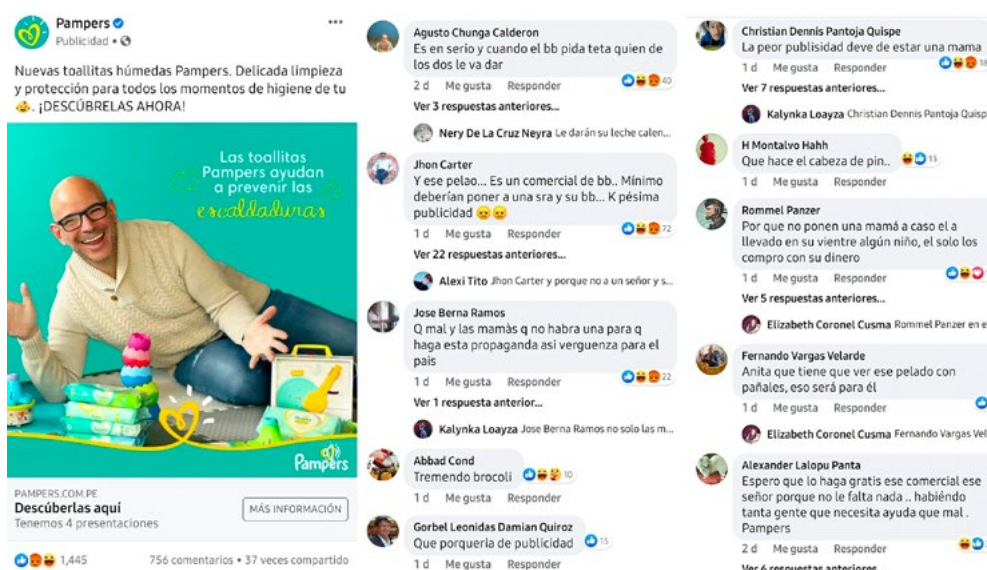 Pampers
Publicidad
Nuevas toallitas húmedas Pampers. Delicada limpieza
y protección para todos los momentos de higiene de tu
👶. ¡DESCÚBRELAS AHORA!
Las toallitas
Pampers ayudan
a prevenir las
escaldaduras
Pampers
PAMPERS.COM.PE
Descúberlas aquí
Tenemos 4 presentaciones
MÁS INFORMACIÓN
1,445
756 comentarios • 37 veces compartido
Agusto Chunga Calderon
Es en serio y cuando el bb pida teta quien de
los dos le va dar
40
2 d Me gusta Responder
Ver 3 respuestas anteriores...
Nery De La Cruz Neyra Le darán su leche calen...
Jhon Carter
Y ese pelao... Es un comercial de bb.. Mínimo
deberían poner a una sra y su bb... K pésima
publicidad 😠 😠
72
1 d Me gusta Responder
Ver 22 respuestas anteriores...
Alexi Tito Jhon Carter y porque no a un señor y s...
Jose Berna Ramos
Q mal y las mamàs q no habra una para q
haga esta propaganda asi verguenza para el
pais
22
1 d Me gusta Responder
Ver 1 respuesta anterior...
Kalynka Loayza Jose Berna Ramos no solo las m...
Abbad Cond
Tremendo brocoli
10
1 d Me gusta Responder
Gorbel Leonidas Damian Quiroz
Que porqueria de publicidad
15
1 d Me gusta Responder
Christian Dennis Pantoja Quispe
La peor publisidad deve de estar una mama
1 d Me gusta Responder
Ver 7 respuestas anteriores...
Kalynka Loayza Christian Dennis Pantoja Quisp
H Montalvo Hahh
Que hace el cabeza de pin..
13
1 d Me gusta Responder
Rommel Panzer
Por que no ponen una mamá a caso el a
llevado en su vientre algún niño, el solo los
compro con su dinero
1 d Me gusta Responder
Ver 5 respuestas anteriores...
Elizabeth Coronel Cusma Rommel Panzer en e
Fernando Vargas Velarde
Anita que tiene que ver ese pelado con
pañales, eso será para él
1 d Me gusta Responder
Elizabeth Coronel Cusma Fernando Vargas Vel
Alexander Lalopu Panta
Espero que lo haga gratis ese comercial ese
señor porque no le falta nada .. habiéndo
tanta gente que necesita ayuda que mal .
Pampers
2 d Me gusta Responder
Ver 6 respuestas anteriores...